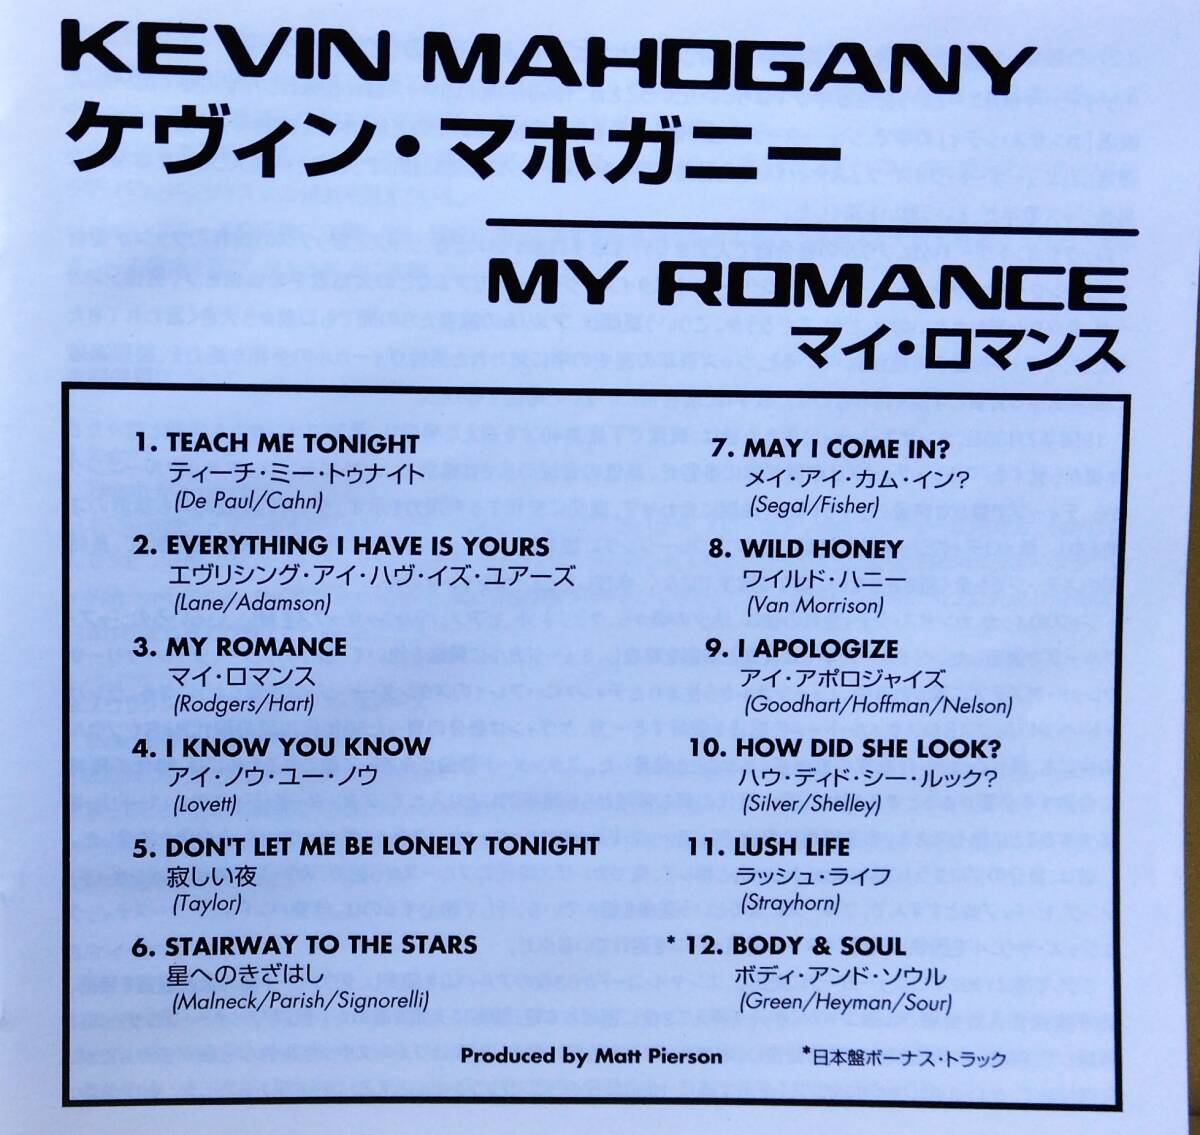 KEVIN MAHOGANY
ケヴィン・マホガニー
MY ROMANCE
マイ・ロマンス
1. TEACH ME TONIGHT
ティーチ・ミー・トゥナイト
(De Paul/Cahn)
2. EVERYTHING I HAVE IS YOURS
エヴリシング・アイ・ハヴ・イズ・ユアーズ
(Lane/Adamson)
3. MY ROMANCE
マイ・ロマンス
(Rodgers/Hart)
4. I KNOW YOU KNOW
アイ・ノウ・ユー・ノウ
(Lovett)
5. DON'T LET ME BE LONELY TONIGHT
寂しい夜
(Taylor)
6. STAIRWAY TO THE STARS
星へのきざはし
(Malneck/Parish/Signorelli)
7. MAY I COME IN?
メイ・アイ・カム・イン?
(Segal/Fisher)
8. WILD HONEY
ワイルド・ハニー
(Van Morrison)
9. I APOLOGIZE
アイ・アポロジャイズ
(Goodhart/Hoffman/Nelson)
10. HOW DID SHE LOOK?
ハウ・ディド・シー・ルック?
(Silver/Shelley)
11. LUSH LIFE
ラッシュ・ライフ
(Strayhorn)
* 12. BODY & SOUL
ボディ・アンド・ソウル
(Green/Heyman/Sour)
Produced by Matt Pierson
*日本盤ボーナス・トラック